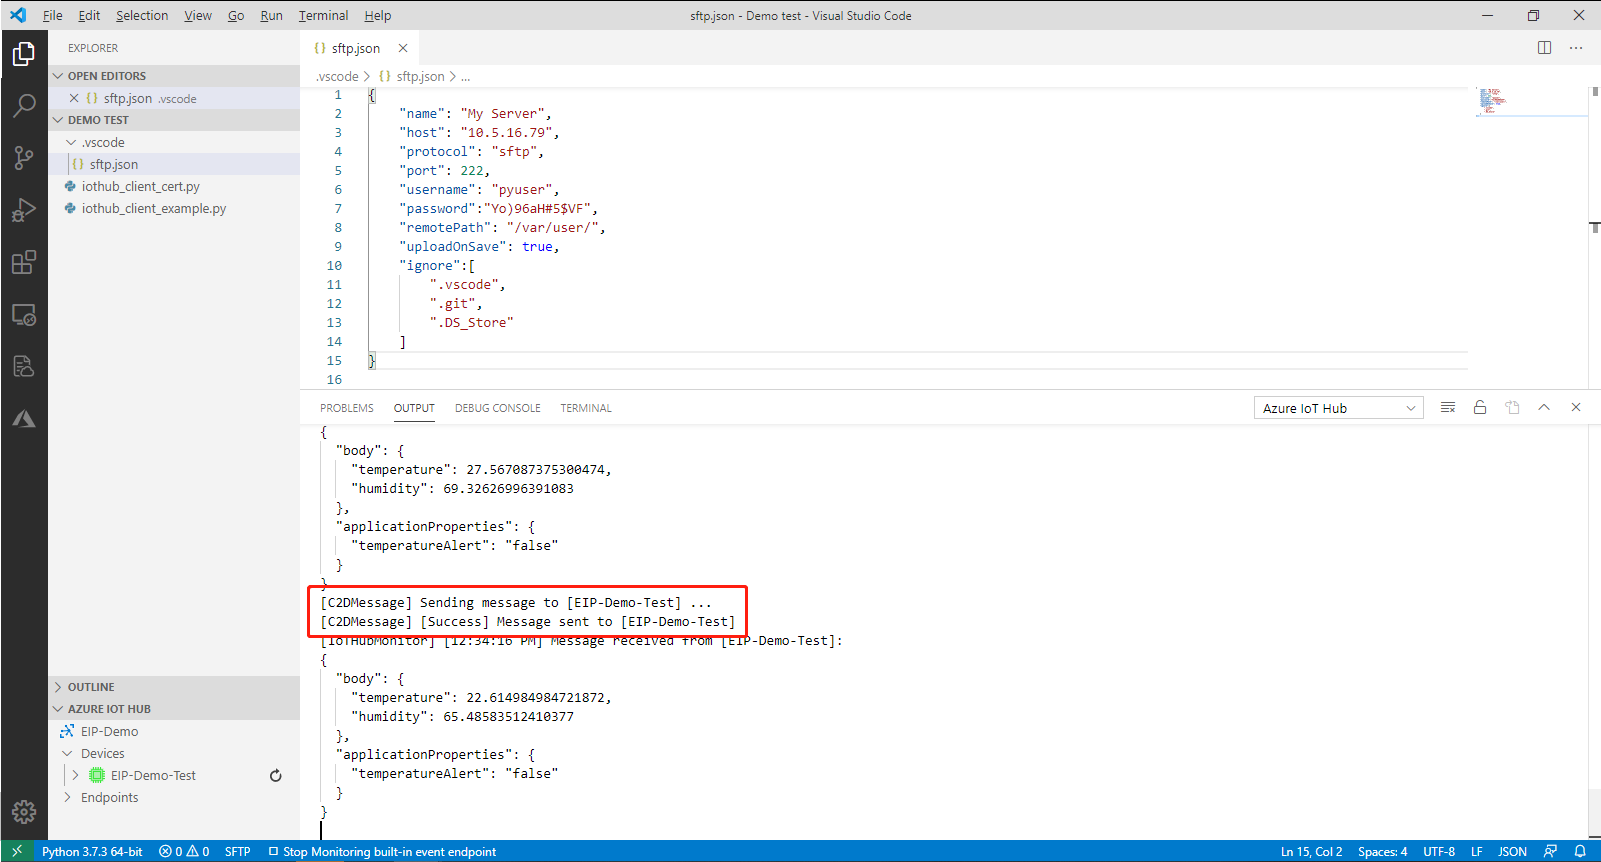 File Edit Selection View Go Run Terminal Help
sftp.json - Demo test - Visual Studio Code
EXPLORER
OPEN EDITORS
{} sftp.json .vscode
DEMO TEST
.vscode
{} sftp.json
iothub_client_cert.py
iothub_client_example.py
OUTLINE
AZURE IOT HUB
EIP-Demo
Devices
EIP-Demo-Test
Endpoints
{} sftp.json
.vscode > {} sftp.json > ...
1 {
2 "name": "My Server",
3 "host": "10.5.16.79",
4 "protocol": "sftp",
5 "port": 222,
6 "username": "pyuser",
7 "password":"Yo)96aH#5$VF",
8 "remotePath": "/var/user/",
9 "uploadOnSave": true,
10 "ignore":[
11 ".vscode",
12 ".git",
13 ".DS_Store"
14 ]
15 }
16
PROBLEMS OUTPUT DEBUG CONSOLE TERMINAL
Azure IoT Hub
{
"body": {
"temperature": 27.567087375300474,
"humidity": 69.32626996391083
},
"applicationProperties": {
"temperatureAlert": "false"
}
}
[C2DMessage] Sending message to [EIP-Demo-Test] ...
[C2DMessage] [Success] Message sent to [EIP-Demo-Test]
[IoTHubMonitor] [12:34:16 PM] Message received from [EIP-Demo-Test]:
{
"body": {
"temperature": 22.614984984721872,
"humidity": 65.48583512410377
},
"applicationProperties": {
"temperatureAlert": "false"
}
}
Python 3.7.3 64-bit 0 0 SFTP Stop Monitoring built-in event endpoint
Ln 15, Col 2 Spaces: 4 UTF-8 LF JSON